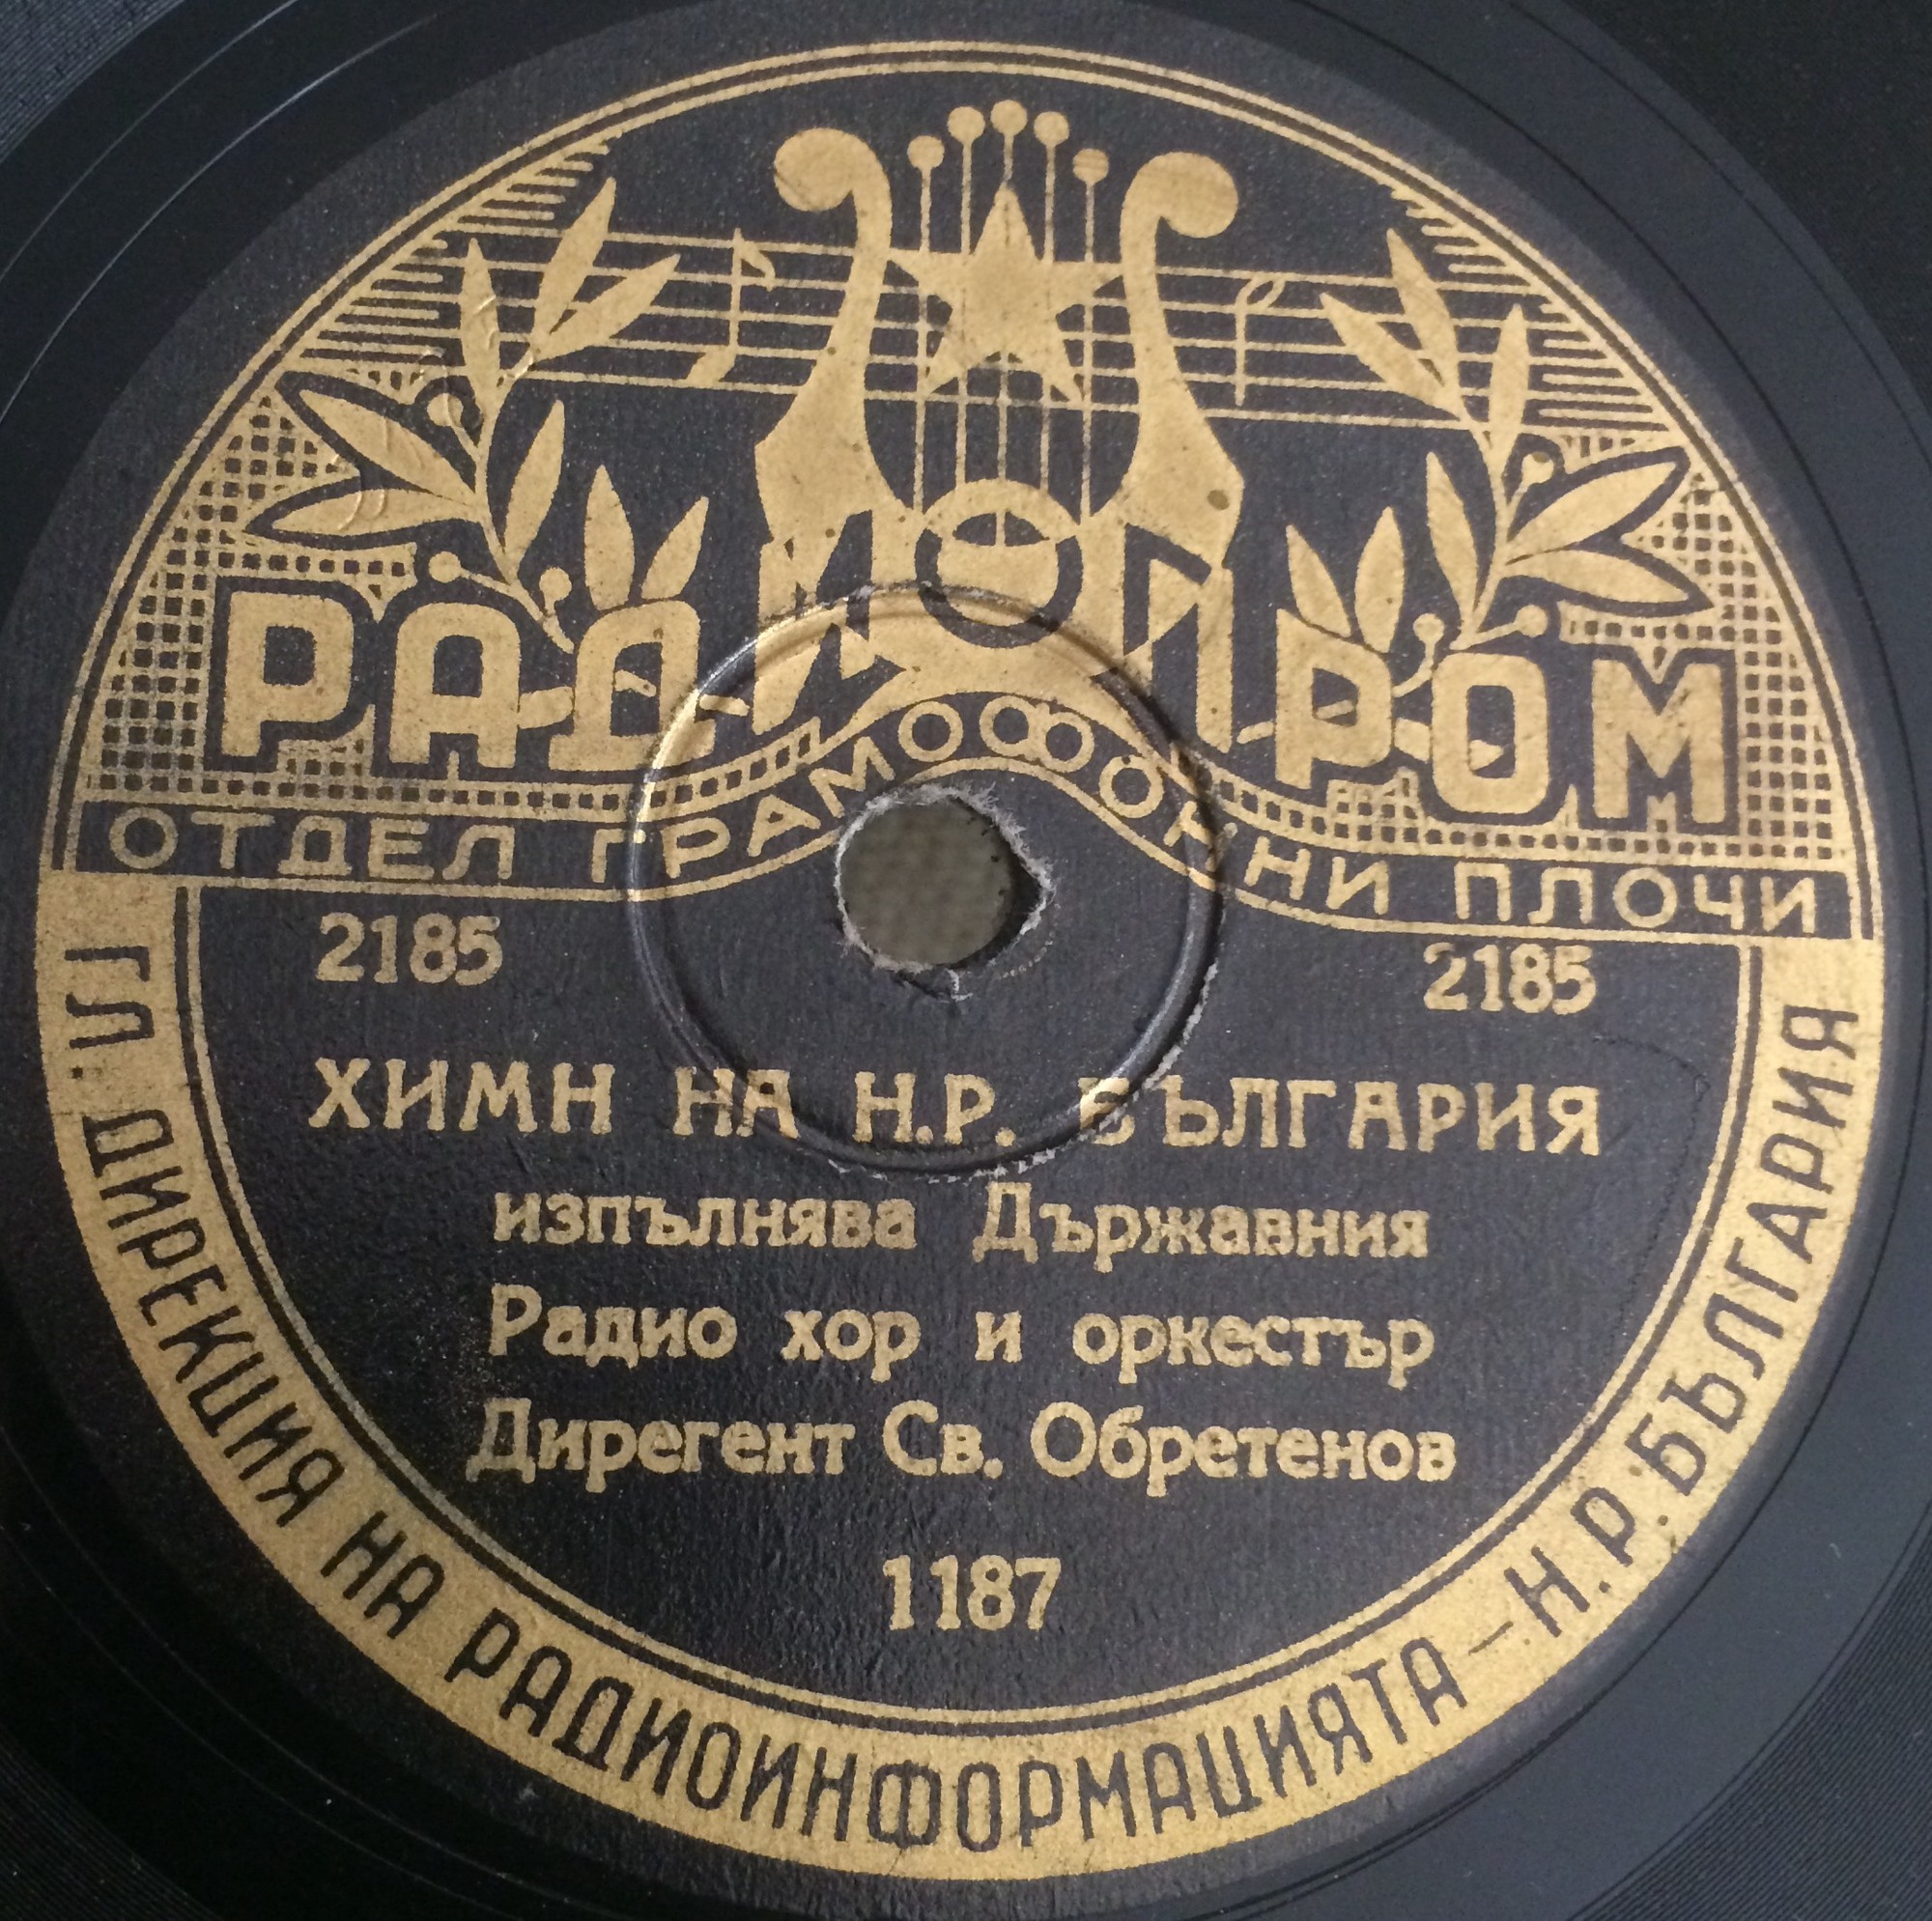 РАДИОПРОМ
ОТДЕЛ ГРАМОФОННИ ПЛОЧИ
2185 2185
ХИМН НА Н.Р. БЪЛГАРИЯ
изпълнява Държавния
Радио хор и оркестър
Диригент Св. Обретенов
1187
ПРИ ДИРЕКЦИЯ НА РАДИОИНФОРМАЦИЯТА – Н.Р. БЪЛГАРИЯ